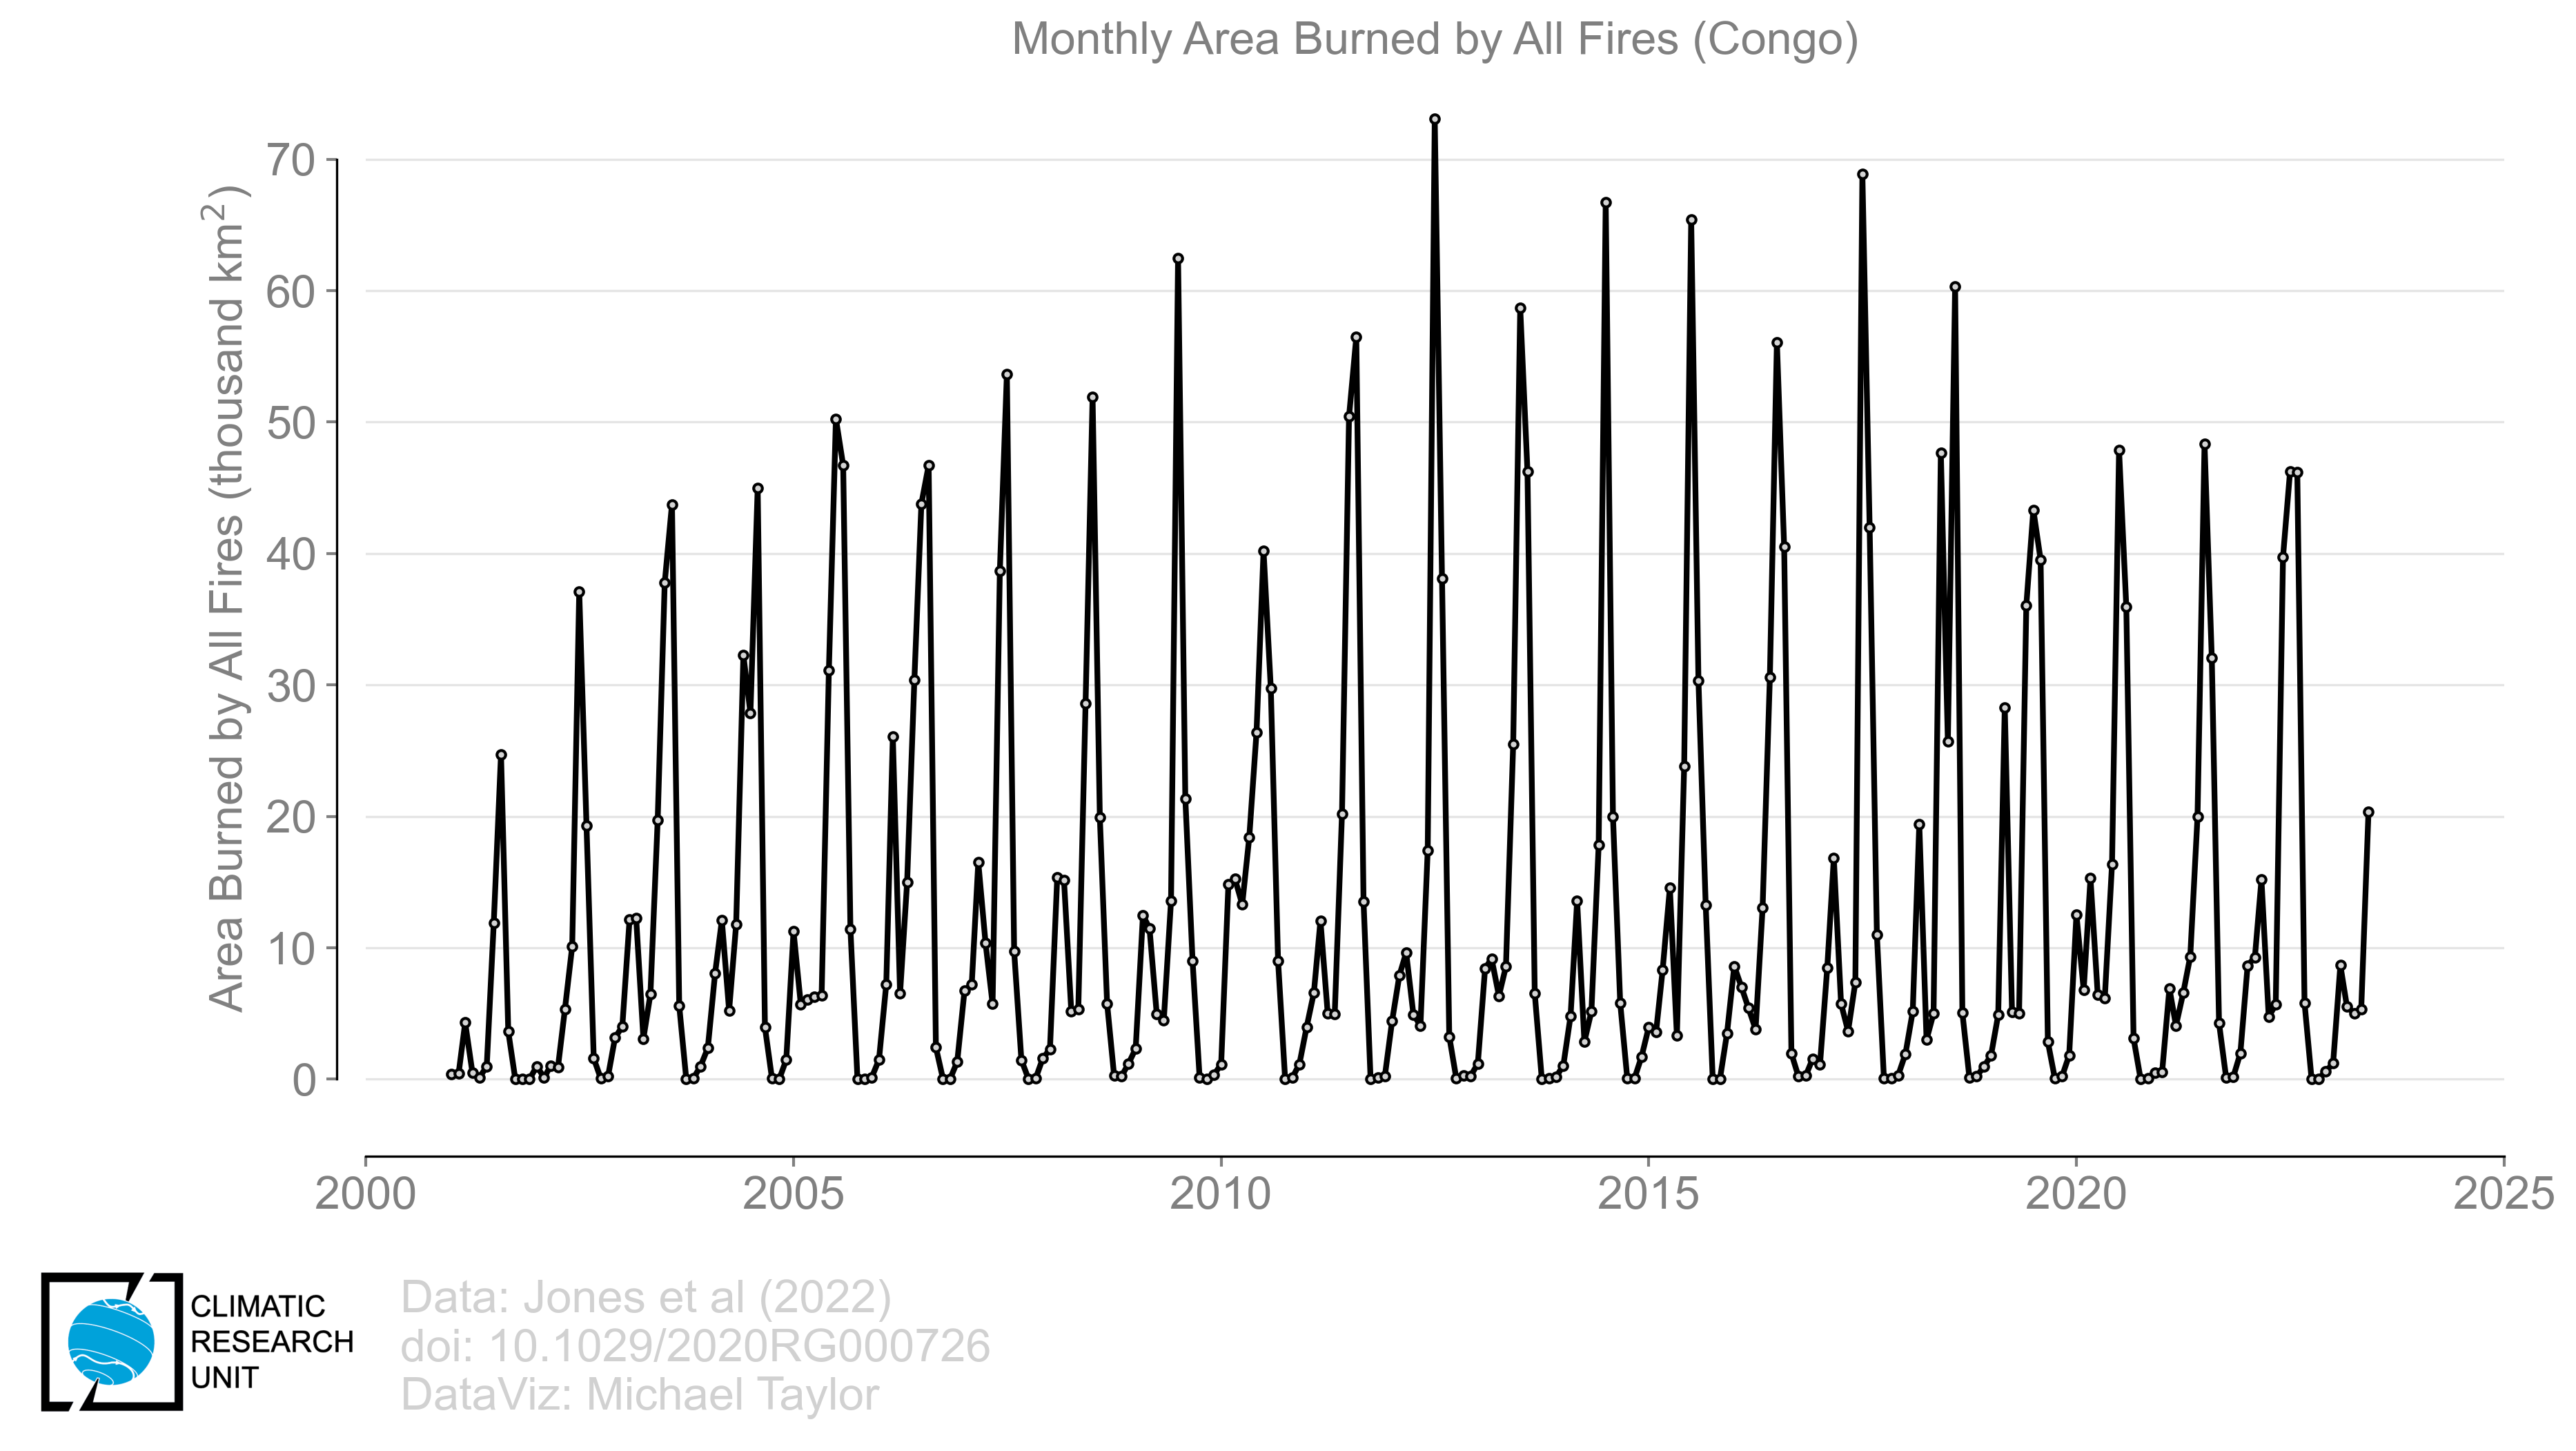 Monthly Area Burned by All Fires (Congo)
Area Burned by All Fires (thousand km²)
70
60
50
40
30
20
10
0
2000 2005 2010 2015 2020 2025
CLIMATIC
RESEARCH
UNIT
Data: Jones et al (2022)
doi: 10.1029/2020RG000726
DataViz: Michael Taylor